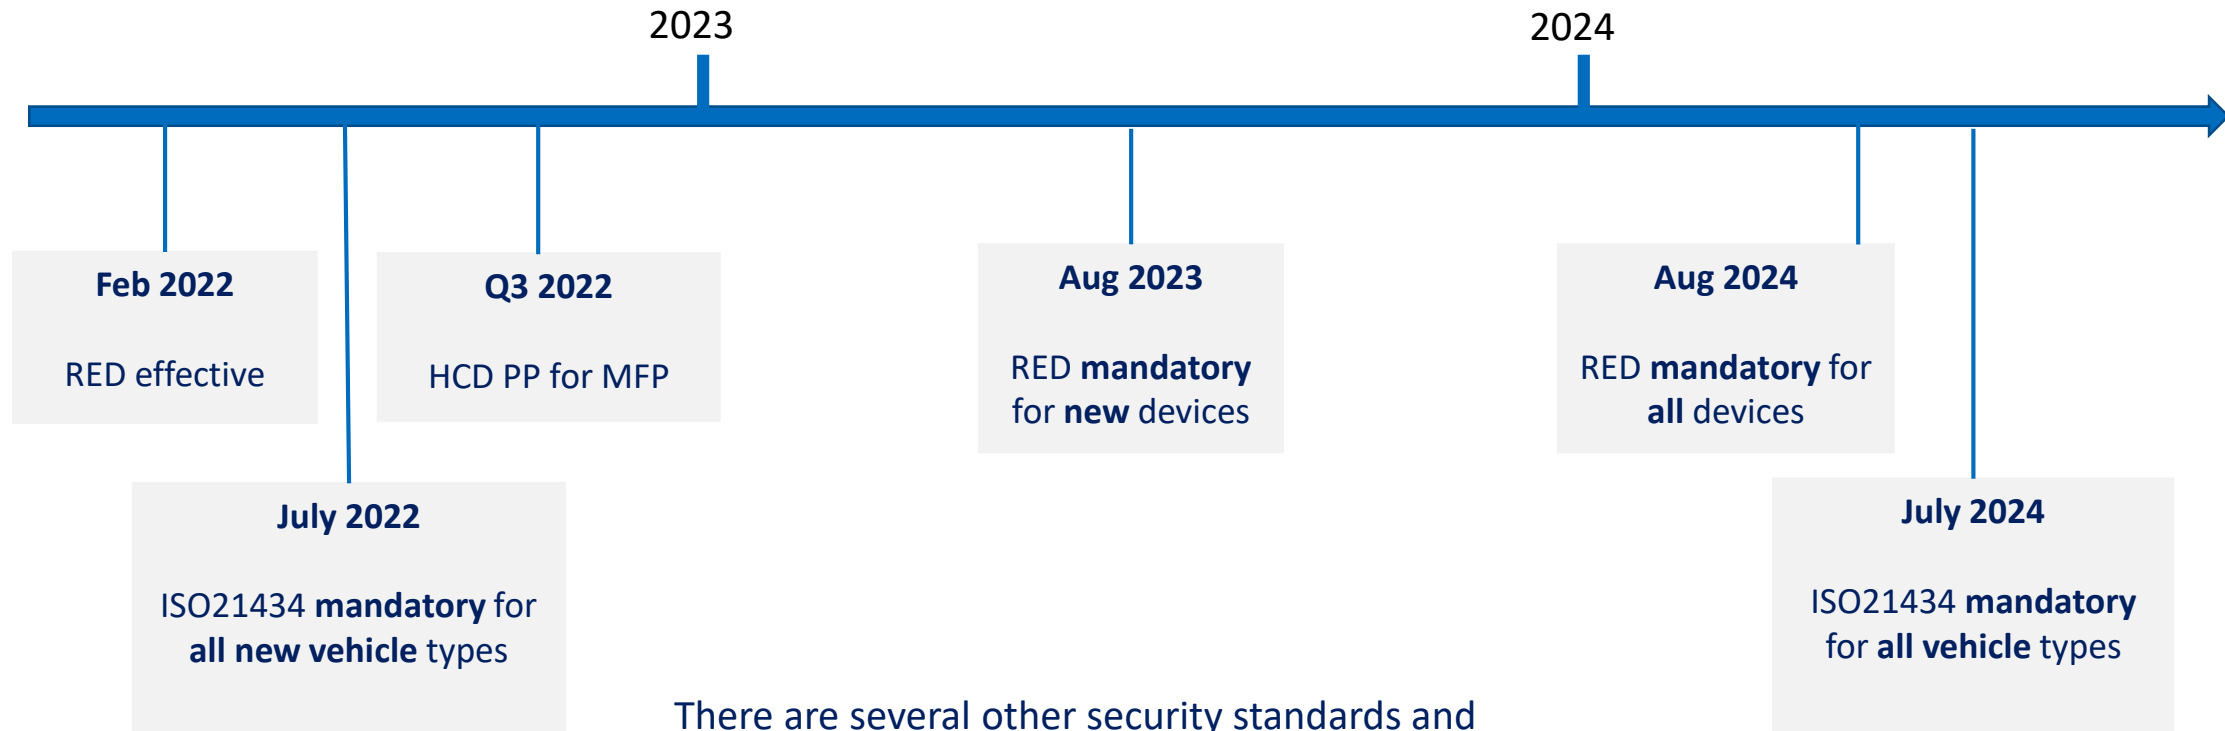 2023
2024
Feb 2022
RED effective
July 2022
ISO21434 mandatory for
all new vehicle types
Q3 2022
HCD PP for MFP
Aug 2023
RED mandatory
for new devices
Aug 2024
RED mandatory for
all devices
July 2024
ISO21434 mandatory
for all vehicle types
There are several other security standards and